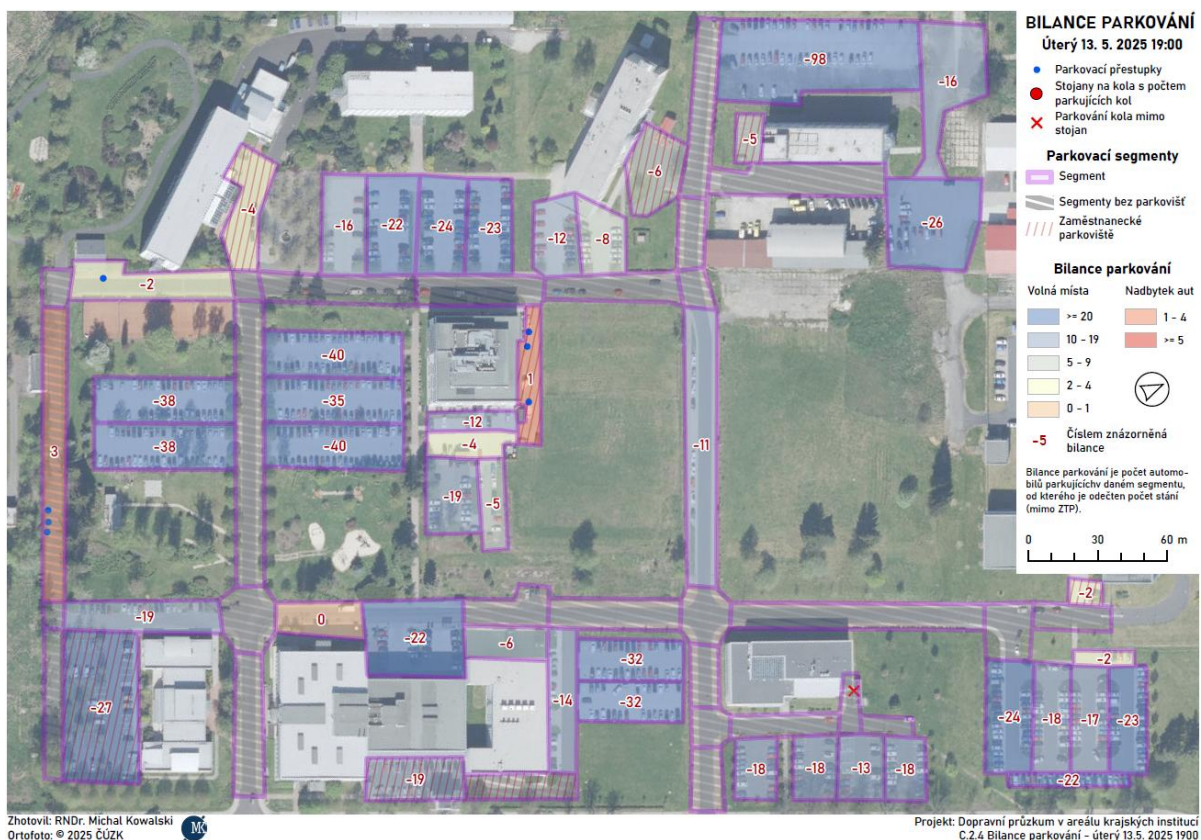 BILANCE PARKOVÁNÍ
Úterý 13. 5. 2025 19:00
Parkovací přestupky
Stojany na kola s počtem
parkujících kol
Parkování kola mimo
stojan
Parkovací segmenty
Segment
Segmenty bez parkovišť
Zaměstnanecké
parkoviště
Bilance parkování
Volná místa Nadbytek aut
>= 20 1 - 4
10 - 19 >= 5
5 - 9
2 - 4
0 - 1
-5 Číslem znázorněná
bilance
Bilance parkování je počet automo-
bilů parkujícíchv daném segmentu,
od kterého je odečten počet stání
(mimo ZTP).
0 30 60 m
-98
-16
-5
-6
-4
-16
-22
-24
-23
-12
-8
-26
-2
-40
-38
-35
-38
-40
1
-12
-4
-19
-5
-11
3
-19
0
-22
-6
-14
-32
-32
-27
-19
-18
-18
-13
-18
-2
-2
-24
-18
-17
-23
-22
Zhotovil: RNDr. Michal Kowalski
Ortofoto: © 2025 ČÚZK
MK
Projekt: Dopravní průzkum v areálu krajských institucí
C.2.4 Bilance parkování - úterý 13.5. 2025 1900